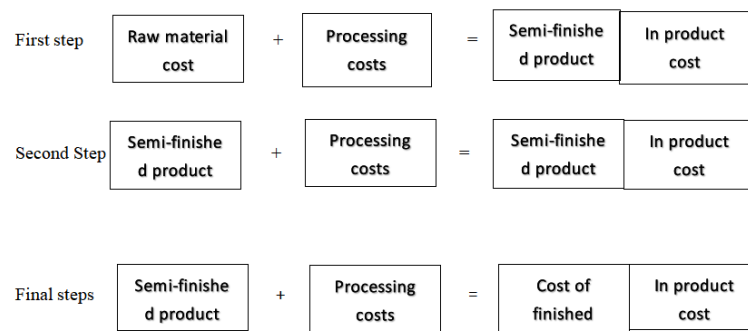 First step
Raw material
cost
+
Processing
costs
=
Semi-finishe
d product
In product
cost
Second Step
Semi-finishe
d product
+
Processing
costs
=
Semi-finishe
d product
In product
cost
Final steps
Semi-finishe
d product
+
Processing
costs
=
Cost of
finished
In product
cost